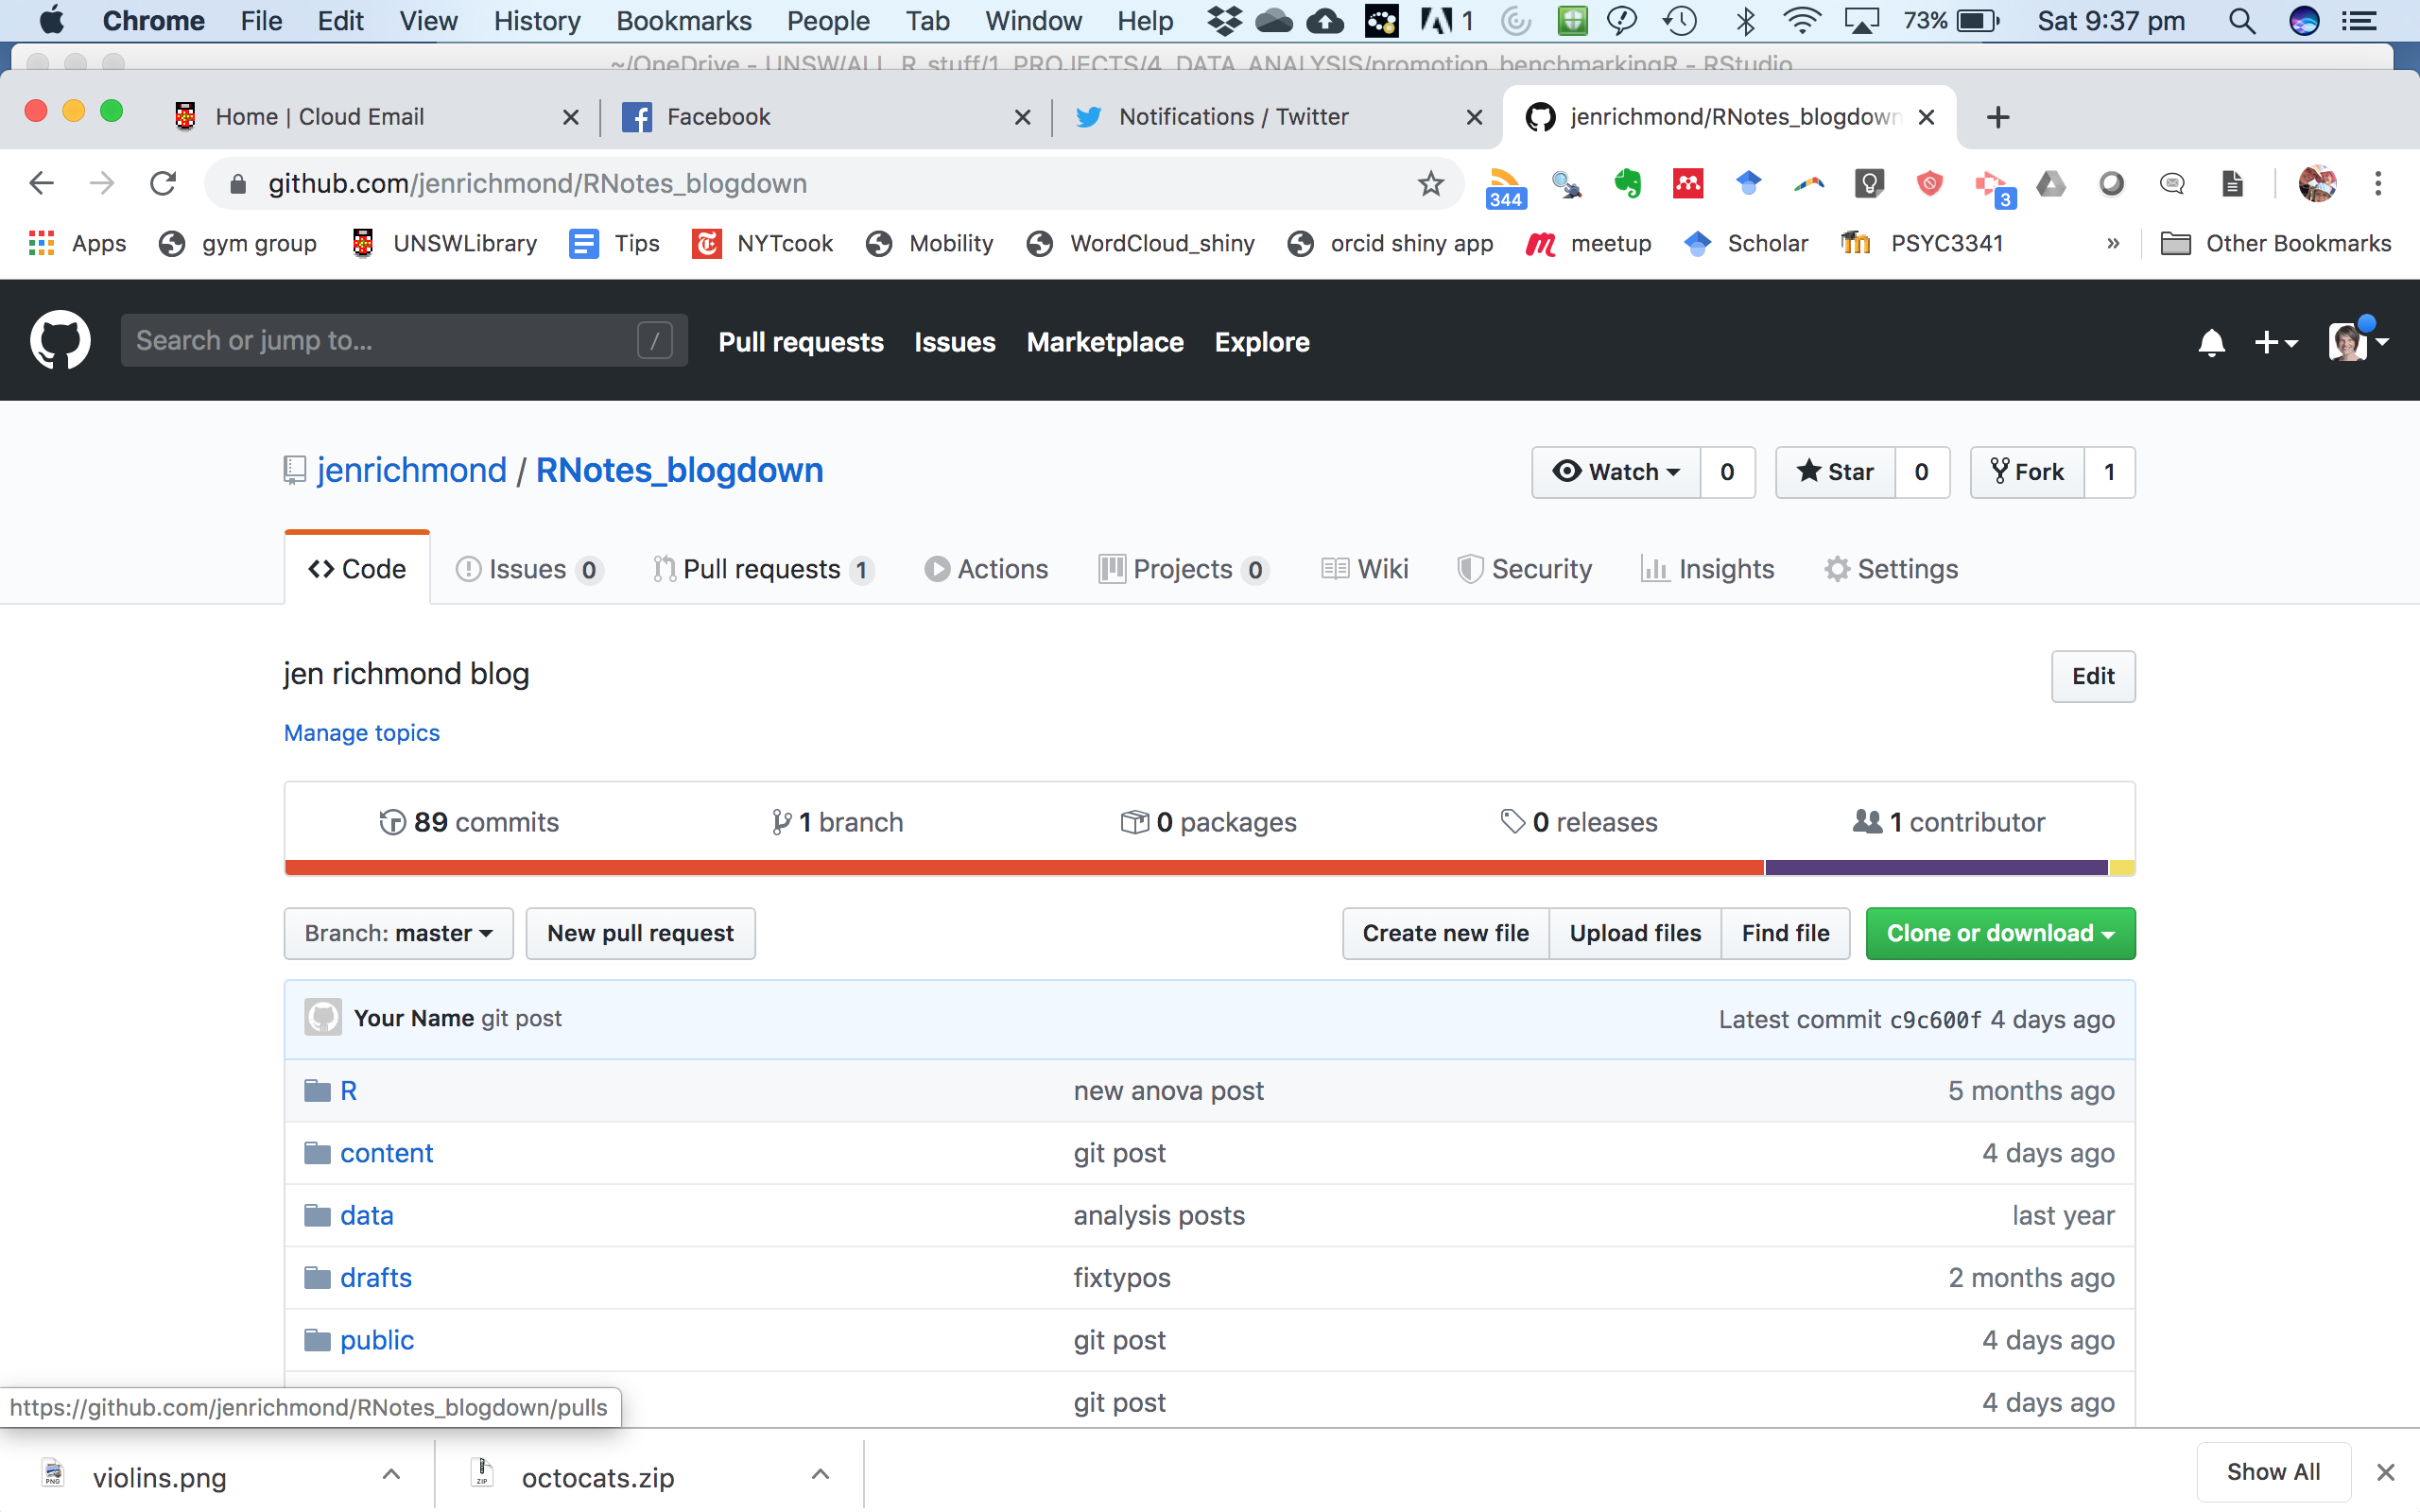 Chrome File Edit View History Bookmarks People Tab Window Help 1 73% Sat 9:37 pm
~/OneDrive - UNSW/ALL_R_stuff/1_PROJECTS/4_DATA_ANALYSIS/promotion_benchmarkingR - RStudio
Home | Cloud Email Facebook Notifications / Twitter jenrichmond/RNotes_blogdown
github.com/jenrichmond/RNotes_blogdown 344 3
Apps gym group UNSWLibrary Tips NYTcook Mobility WordCloud_shiny orcid shiny app meetup Scholar PSYC3341 » Other Bookmarks
Search or jump to... / Pull requests Issues Marketplace Explore
jenrichmond / RNotes_blogdown Watch 0 Star 0 Fork 1
Code Issues 0 Pull requests 1 Actions Projects 0 Wiki Security Insights Settings
jen richmond blog Edit
Manage topics
89 commits 1 branch 0 packages 0 releases 1 contributor
Branch: master New pull request Create new file Upload files Find file Clone or download
Your Name git post Latest commit c9c600f 4 days ago
R new anova post 5 months ago
content git post 4 days ago
data analysis posts last year
drafts fixtypos 2 months ago
public git post 4 days ago
git post 4 days ago
https://github.com/jenrichmond/RNotes_blogdown/pulls
PNG violins.png ZIP octocats.zip Show All